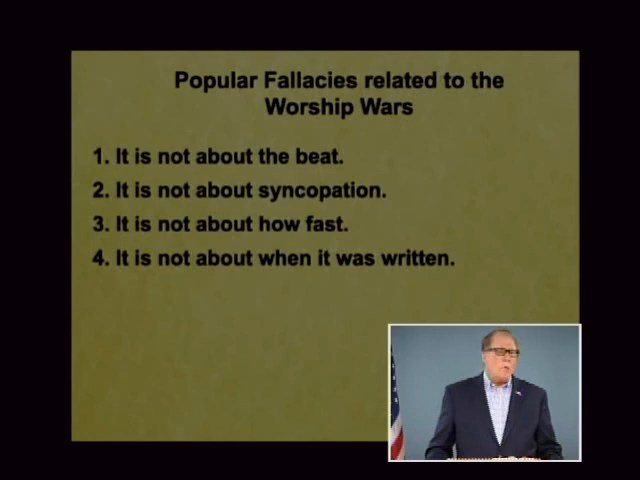 Popular Fallacies related to the
Worship Wars
1. It is not about the beat.
2. It is not about syncopation.
3. It is not about how fast.
4. It is not about when it was written.